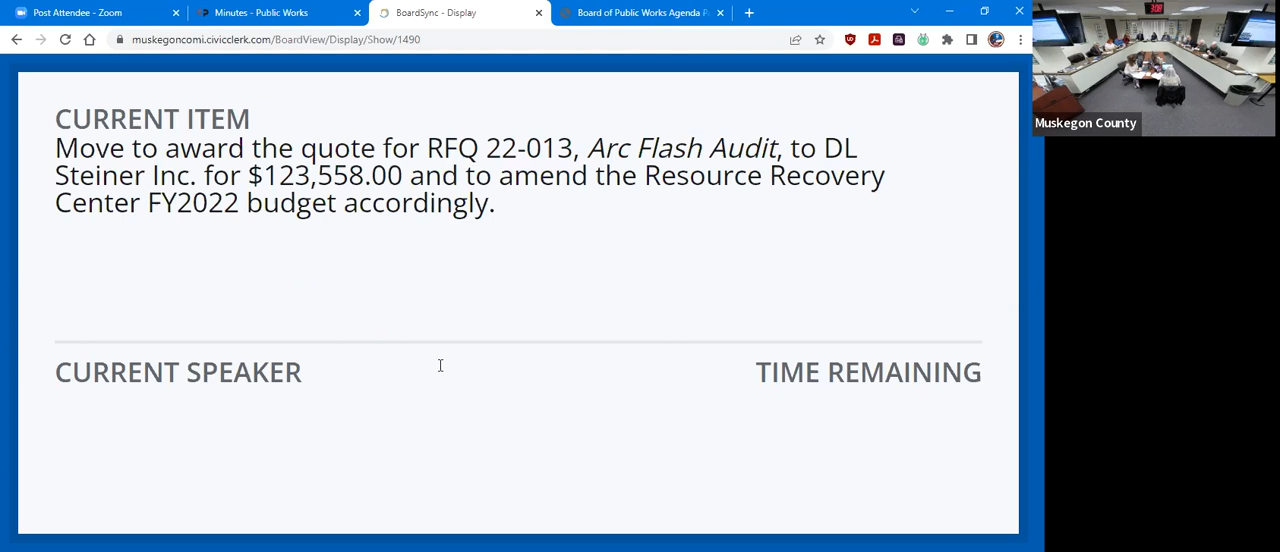 Post Attendee - Zoom
Minutes - Public Works
BoardSync - Display
Board of Public Works Agenda
muskegoncomi.civicclerk.com/BoardView/Display/Show/1490
3:08
Muskegon County
CURRENT ITEM
Move to award the quote for RFQ 22-013, Arc Flash Audit, to DL
Steiner Inc. for $123,558.00 and to amend the Resource Recovery
Center FY2022 budget accordingly.
CURRENT SPEAKER
TIME REMAINING